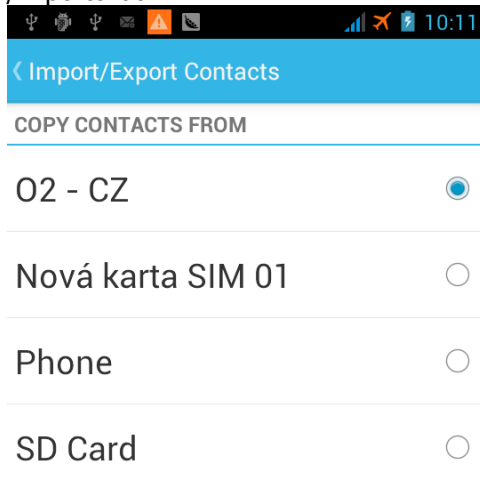 10:11
Import/Export Contacts
COPY CONTACTS FROM
O2 - CZ
Nová karta SIM 01
Phone
SD Card